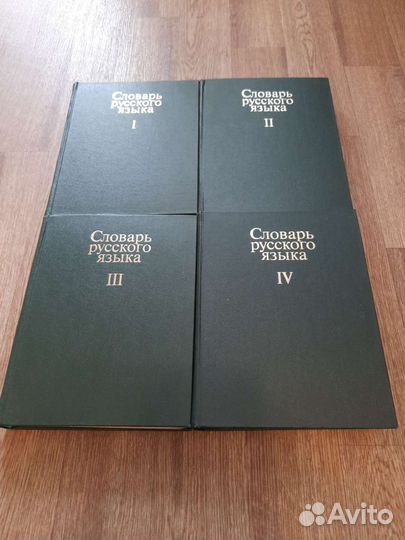 Словарь
русского
языка
I
Словарь
русского
языка
II
Словарь
русского
языка
III
Словарь
русского
языка
IV
Avito